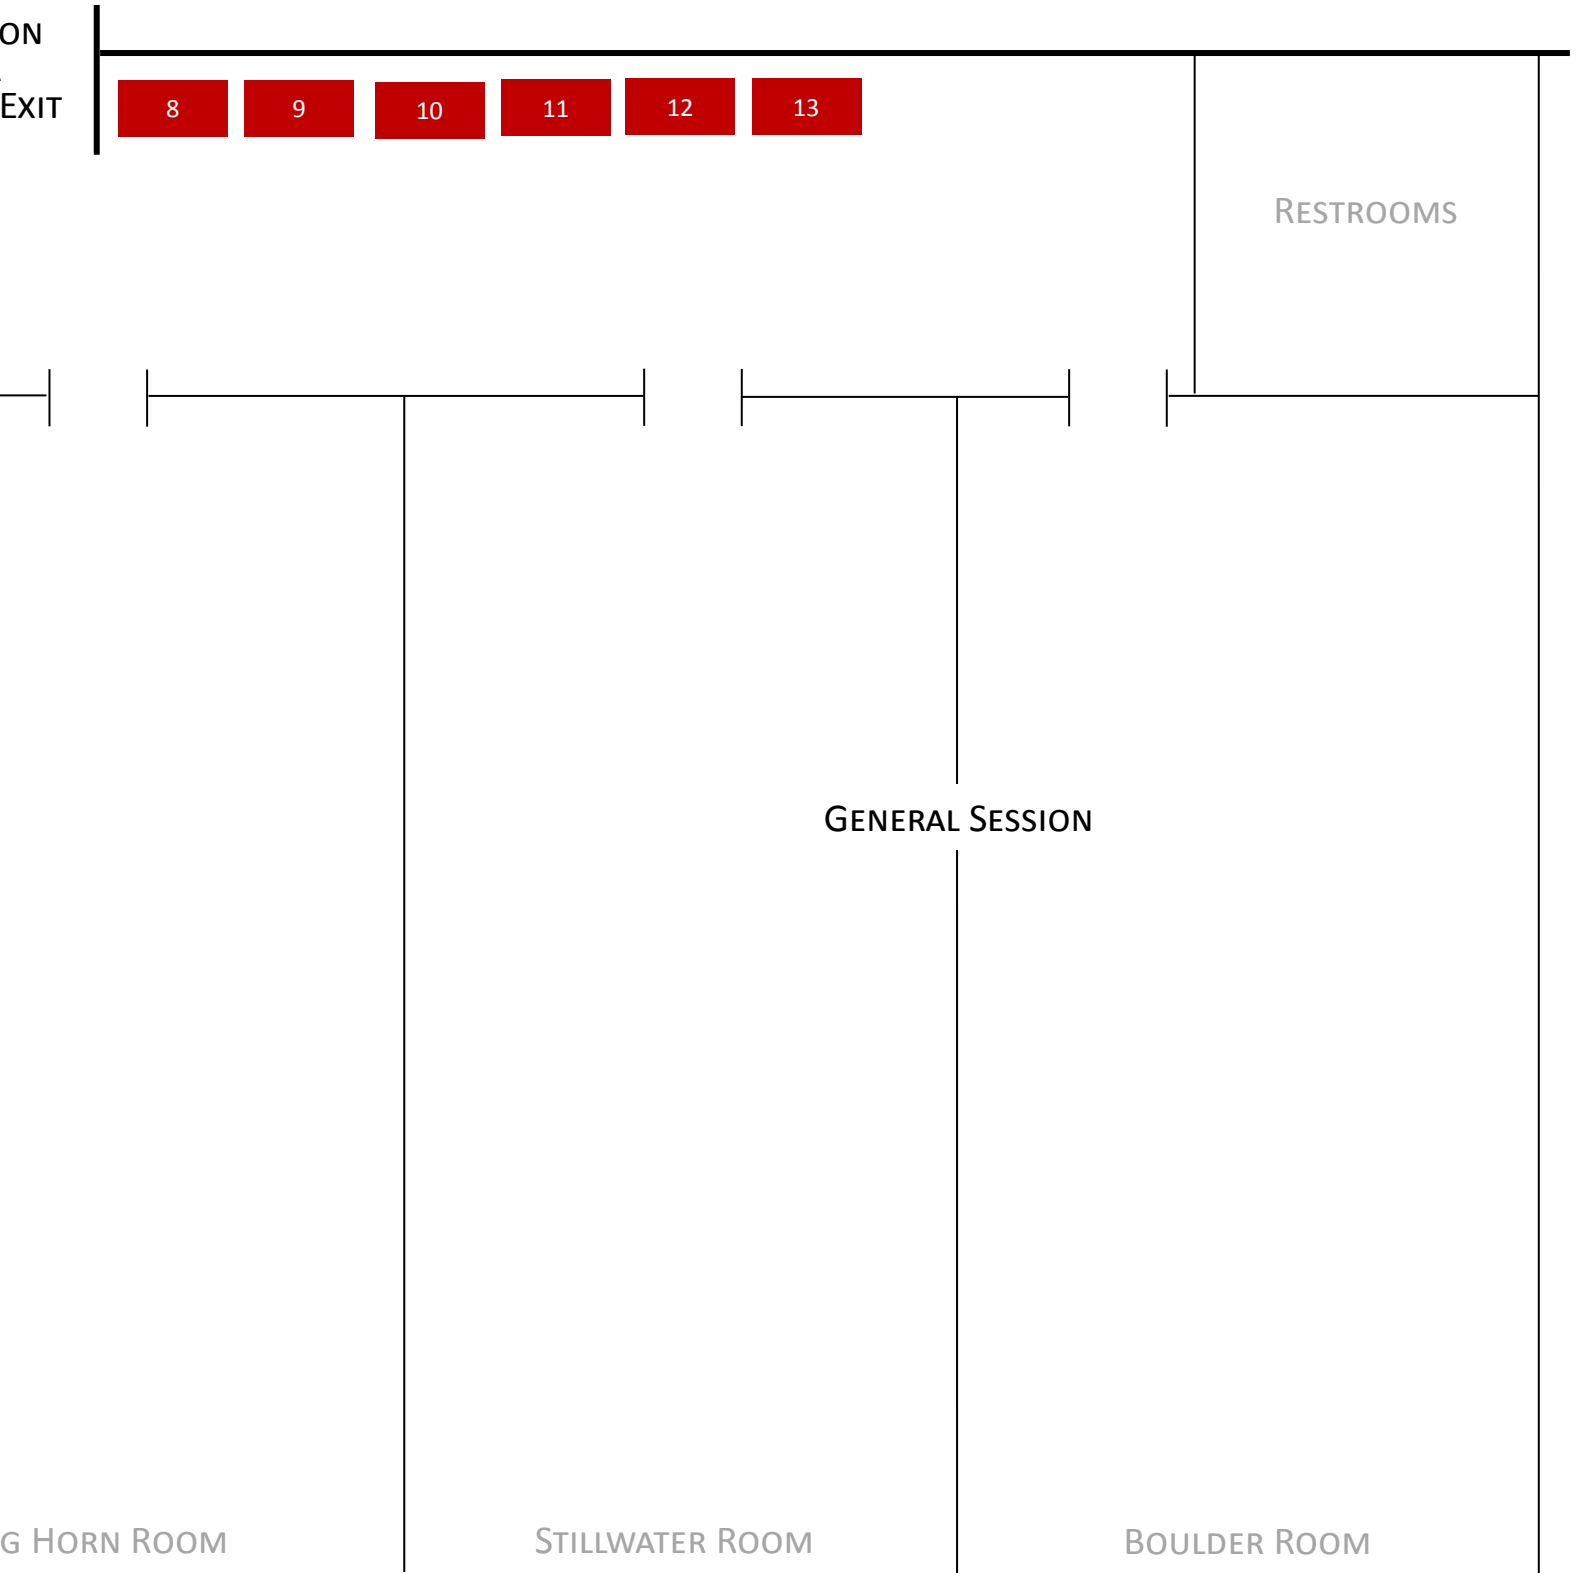 ON
EXIT
8 9 10 11 12 13
RESTROOMS
GENERAL SESSION
G HORN ROOM
STILLWATER ROOM
BOULDER ROOM